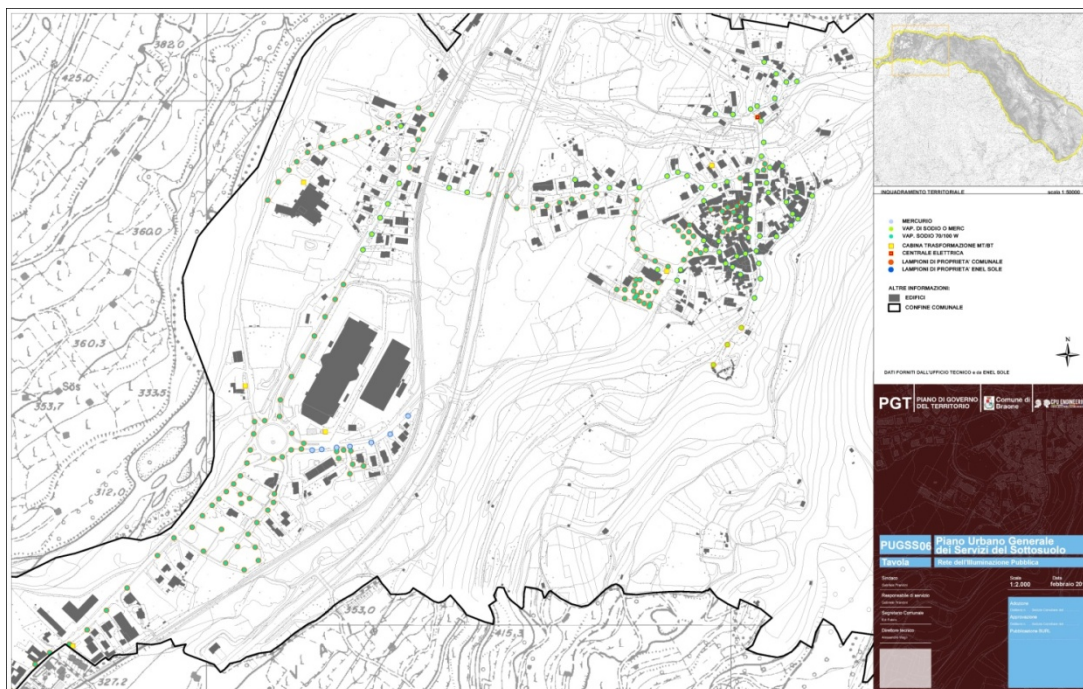 382,0
425,0
360,0
360,3
Sös
353,7
333,5
312,0
353,0
415,3
327,2
INQUADRAMENTO TERRITORIALE scala 1:50000
MERCURIO
VAP. DI SODIO O MERC
VAP. SODIO 70/100 W
CABINA TRASFORMAZIONE MT/BT
CENTRALE ELETTRICA
LAMPIONI DI PROPRIETA' COMUNALE
LAMPIONI DI PROPRIETA' ENEL SOLE
ALTRE INFORMAZIONI:
EDIFICI
CONFINE COMUNALE
N
DATI FORNITI DALL'UFFICIO TECNICO e da ENEL SOLE
PGT PIANO DI GOVERNO
DEL TERRITORIO
Comune di
Braone
PUGSS06 Piano Urbano Generale
dei Servizi del Sottosuolo
Tavola Rete dell'Illuminazione Pubblica
Sindaco
Scala
1:2.000
Data
febbraio 20
Responsabile di servizio
Segretario Comunale
Direttore tecnico
Adozione
Approvazione
Pubblicazione BURL